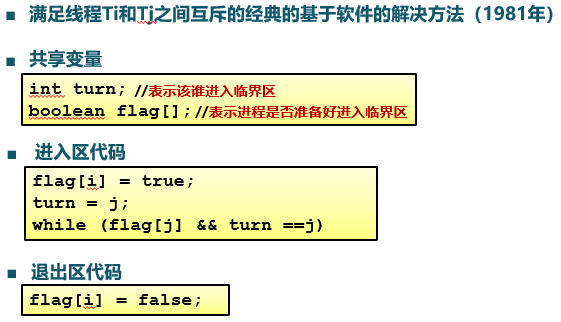 ■ 满足线程Ti和Tj之间互斥的经典的基于软件的解决方法（1981年）
■ 共享变量
int turn; //表示该谁进入临界区
boolean flag[]; //表示进程是否准备好进入临界区
■ 进入区代码
flag[i] = true;
turn = j;
while (flag[j] && turn ==j)
■ 退出区代码
flag[i] = false;